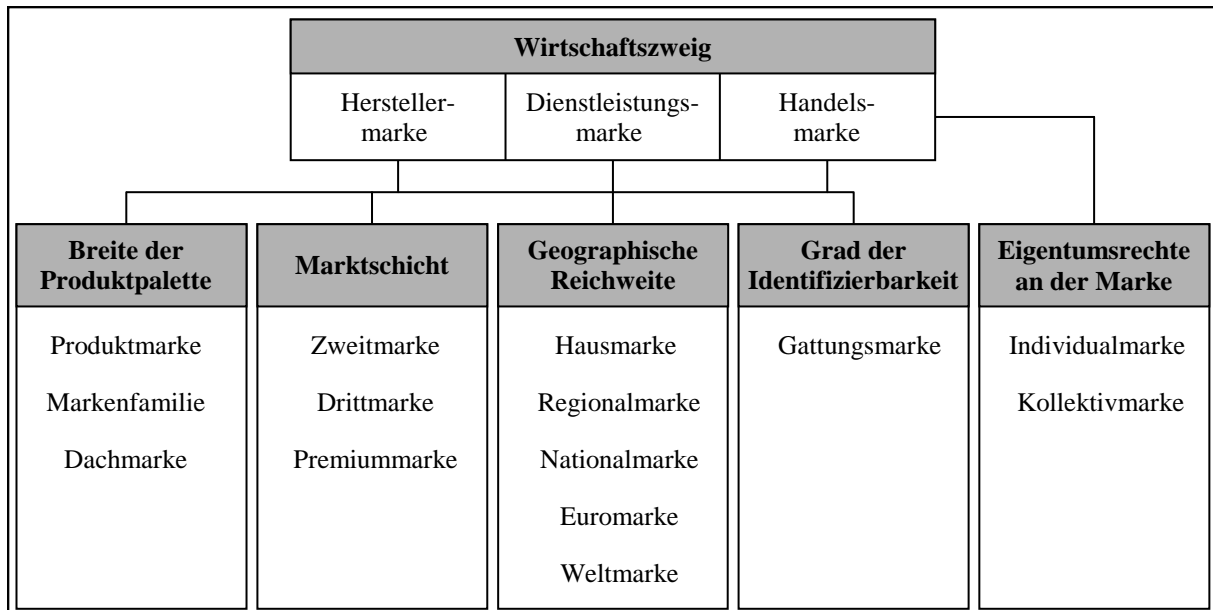 Wirtschaftszweig
Hersteller-
marke
Dienstleistungs-
marke
Handels-
marke
Breite der
Produktpalette
Produktmarke
Markenfamilie
Dachmarke
Marktschicht
Zweitmarke
Drittmarke
Premiummarke
Geographische
Reichweite
Hausmarke
Regionalmarke
Nationalmarke
Euromarke
Weltmarke
Grad der
Identifizierbarkeit
Gattungsmarke
Eigentumsrechte
an der Marke
Individualmarke
Kollektivmarke